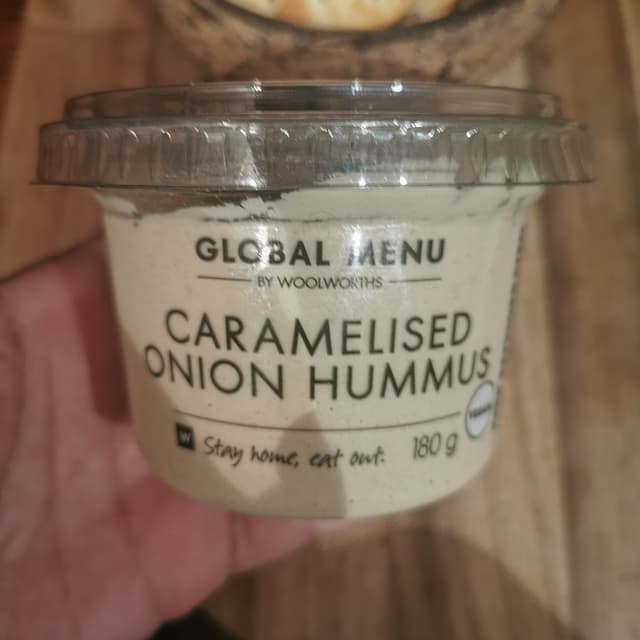 GLOBAL MENU
BY WOOLWORTHS
CARAMELISED
ONION HUMMUS
W Stay home, eat out. 180 g